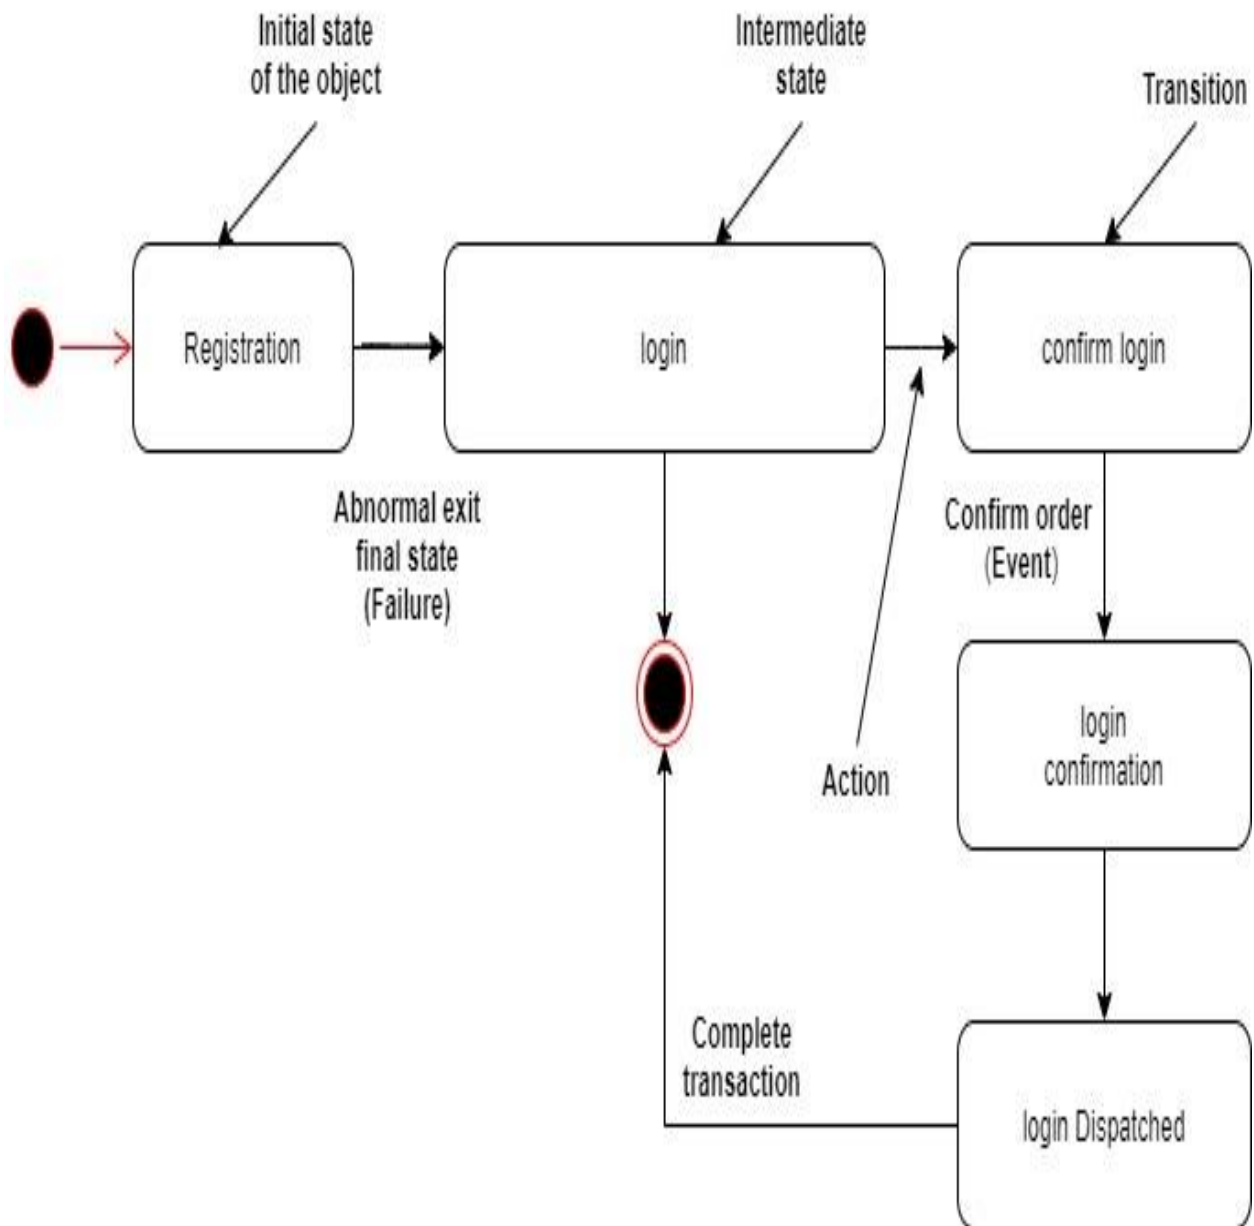 Initial state
of the object
Intermediate
state
Transition
Registration
login
confirm login
Abnormal exit
final state
(Failure)
Confirm order
(Event)
login
confirmation
Action
Complete
transaction
login Dispatched